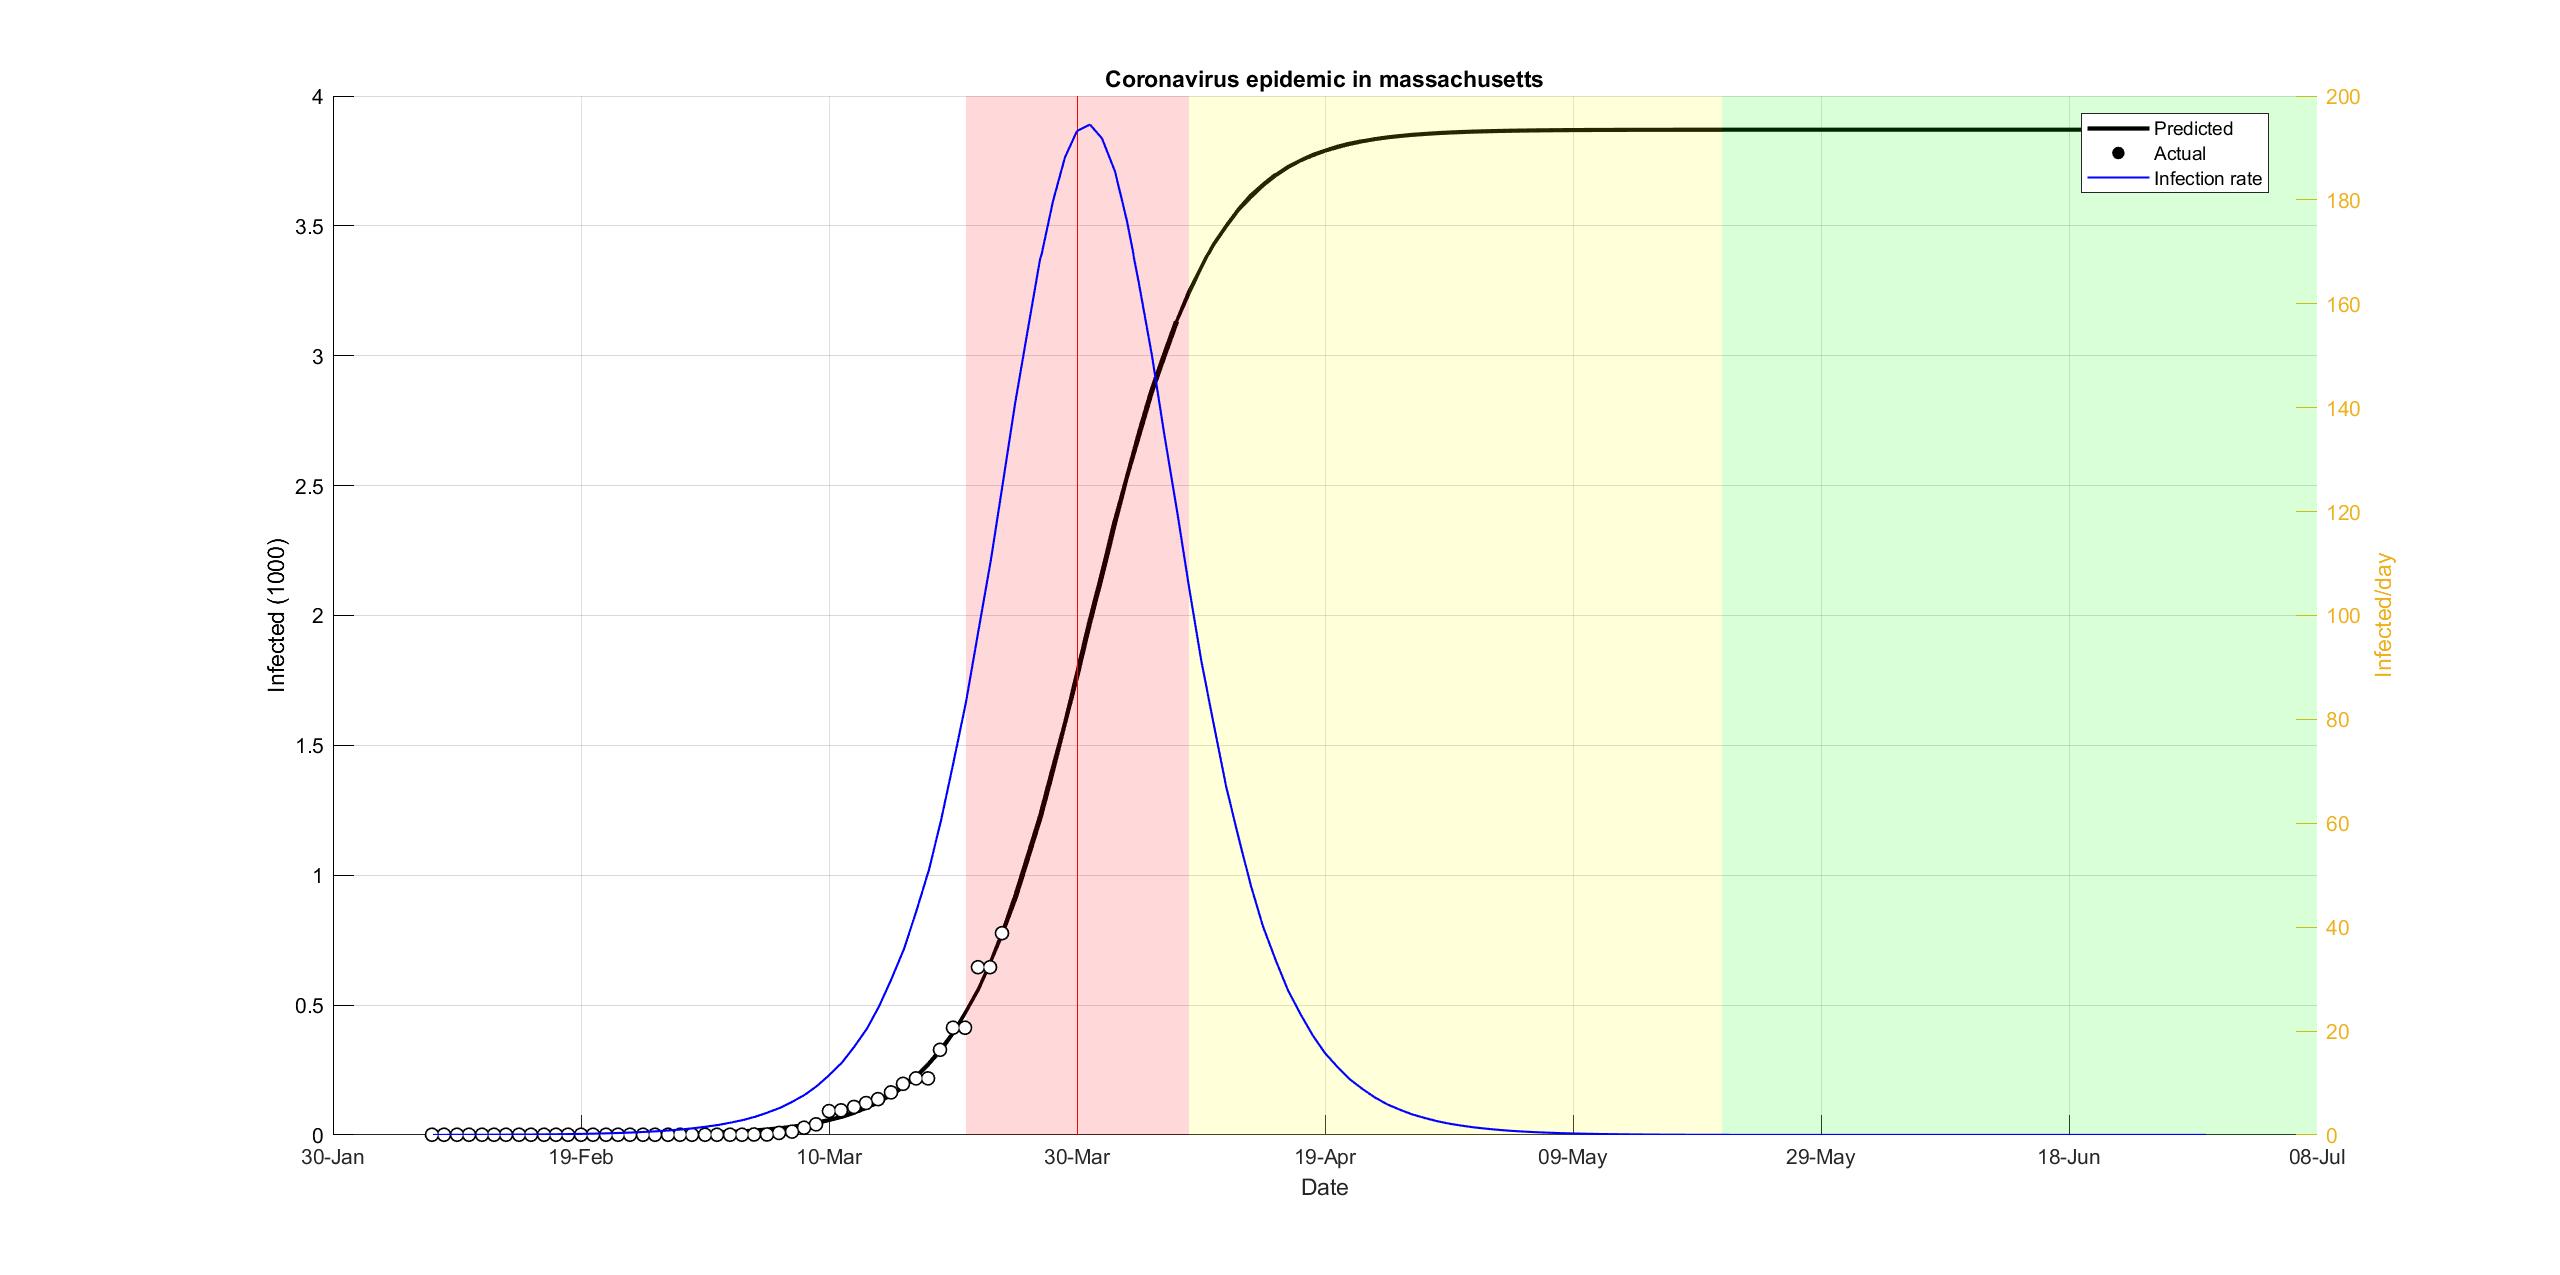 Coronavirus epidemic in massachusetts
4
3.5
3
2.5
2
1.5
1
0.5
0
Infected (1000)
200
180
160
140
120
100
80
60
40
20
0
Infected/day
Predicted
Actual
Infection rate
30-Jan 19-Feb 10-Mar 30-Mar 19-Apr 09-May 29-May 18-Jun 08-Jul
Date